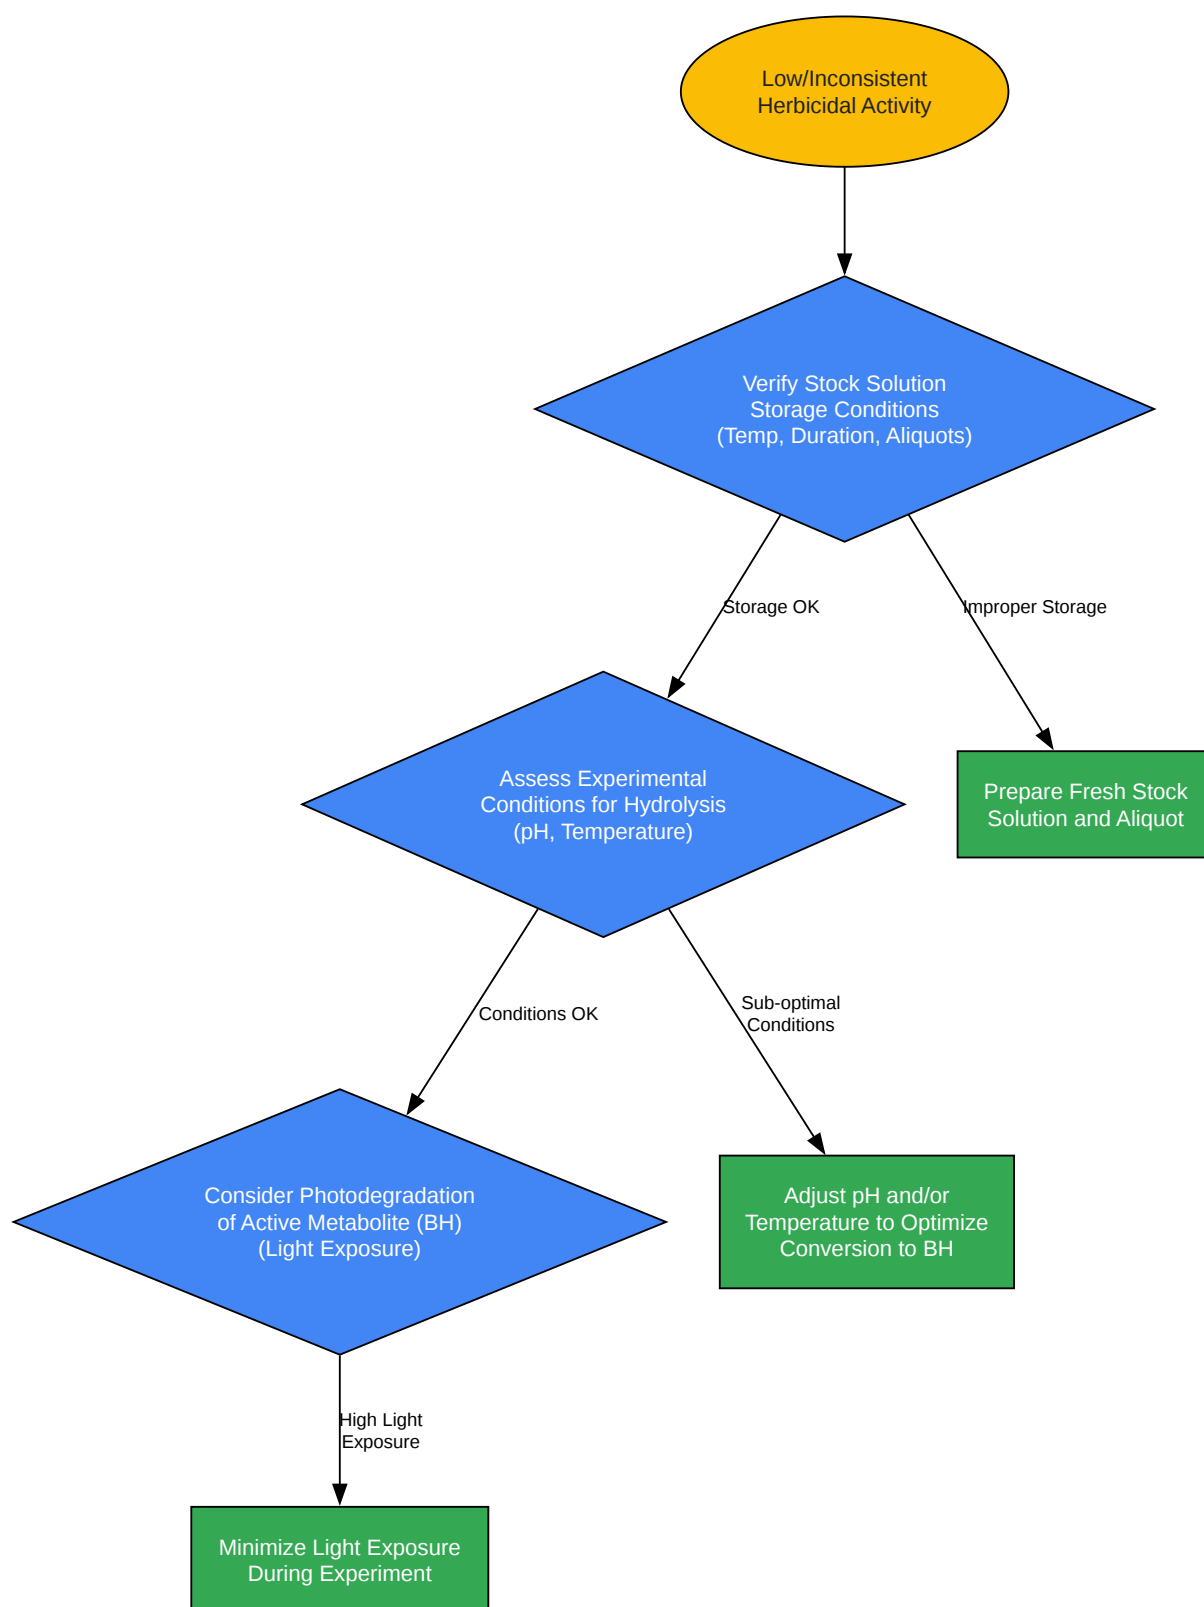 Low/Inconsistent
Herbicidal Activity
Verify Stock Solution
Storage Conditions
(Temp, Duration, Aliquots)
Storage OK
Improper Storage
Assess Experimental
Conditions for Hydrolysis
(pH, Temperature)
Prepare Fresh Stock
Solution and Aliquot
Conditions OK
Sub-optimal
Conditions
Consider Photodegradation
of Active Metabolite (BH)
(Light Exposure)
Adjust pH and/or
Temperature to Optimize
Conversion to BH
High Light
Exposure
Minimize Light Exposure
During Experiment